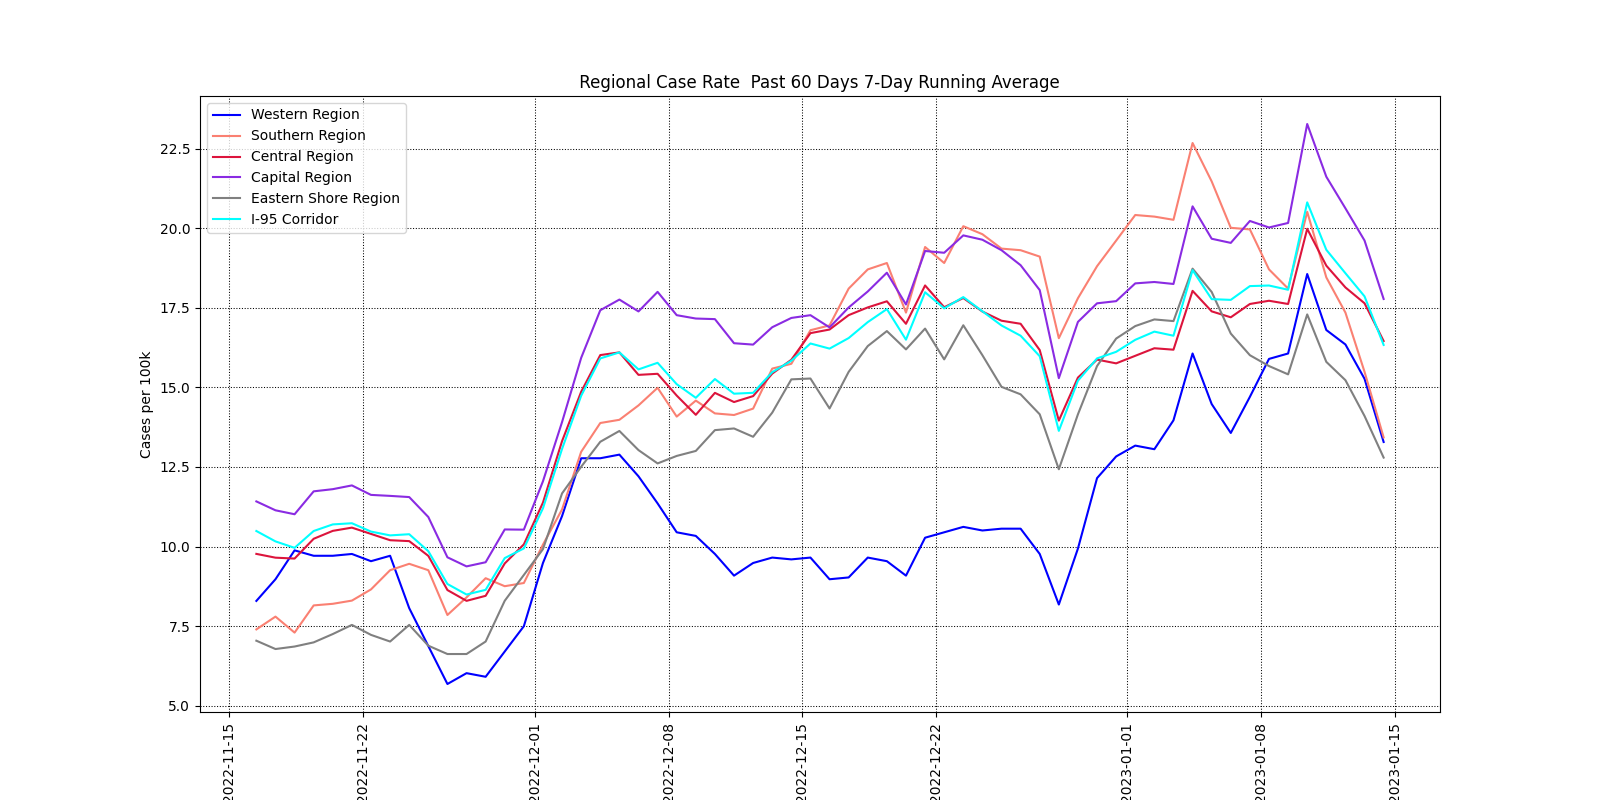 Regional Case Rate  Past 60 Days 7-Day Running Average
Western Region
Southern Region
Central Region
Capital Region
Eastern Shore Region
I-95 Corridor
Cases per 100k
22.5
20.0
17.5
15.0
12.5
10.0
7.5
5.0
2022-11-15
2022-11-22
2022-12-01
2022-12-08
2022-12-15
2022-12-22
2023-01-01
2023-01-08
2023-01-15